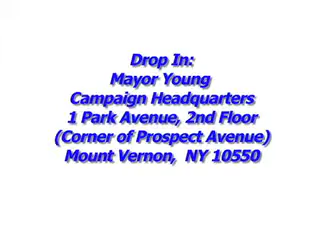 Drop In:
Mayor Young
Campaign Headquarters
1 Park Avenue, 2nd Floor
(Corner of Prospect Avenue)
Mount Vernon, NY 10550